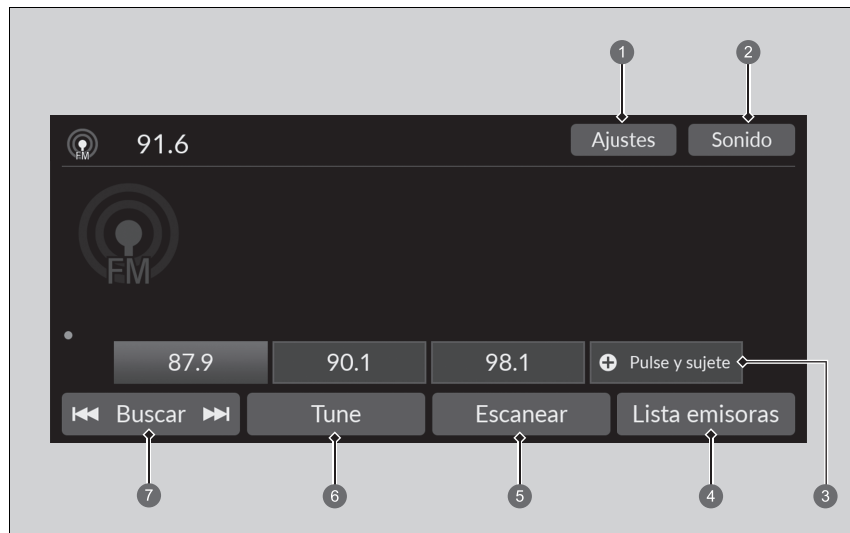 1 2
FM 91.6 Ajustes Sonido
FM
87.9 90.1 98.1 Pulse y sujete
Buscar Tune Escanear Lista emisoras
7 6 5 4 3